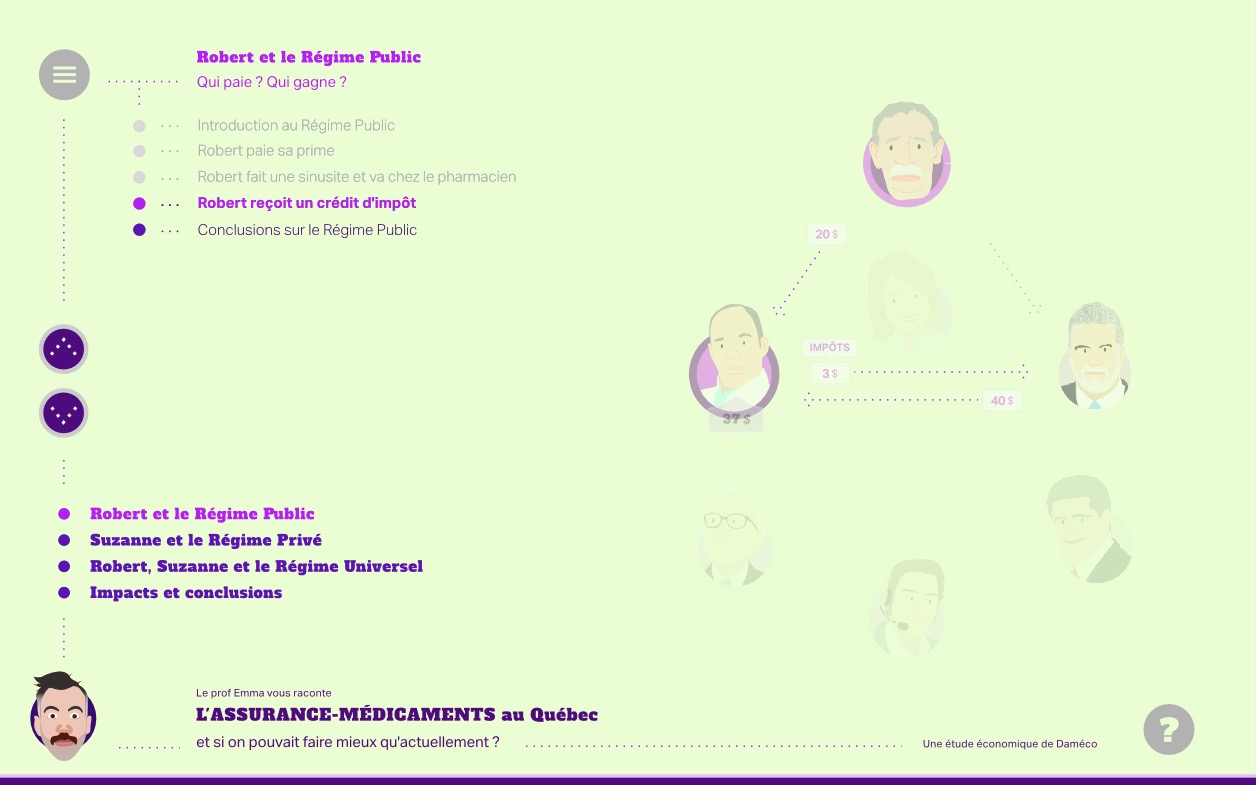 Robert et le Régime Public
Qui paie ? Qui gagne ?
Introduction au Régime Public
Robert paie sa prime
Robert fait une sinusite et va chez le pharmacien
Robert reçoit un crédit d'impôt
Conclusions sur le Régime Public
20 $
IMPÔTS
3 $
40 $
37 $
Robert et le Régime Public
Suzanne et le Régime Privé
Robert, Suzanne et le Régime Universel
Impacts et conclusions
Le prof Emma vous raconte
L'ASSURANCE-MÉDICAMENTS au Québec
et si on pouvait faire mieux qu'actuellement ?
Une étude économique de Daméco
?